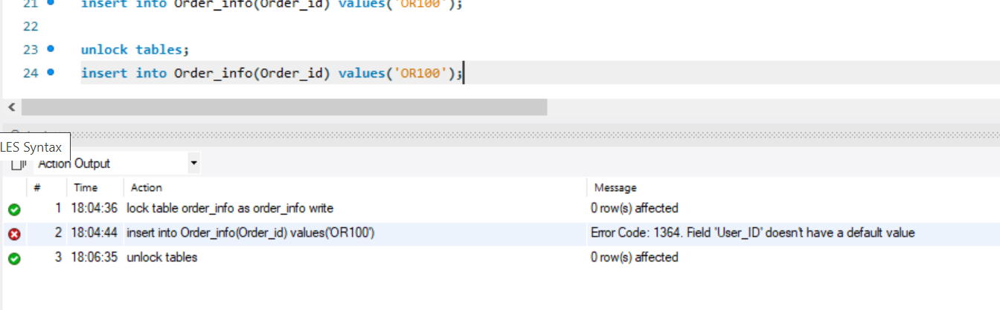 21 insert into Order_info(Order_id) values('OR100');
22
23 unlock tables;
24 insert into Order_info(Order_id) values('OR100');
LES Syntax
Action Output
# Time Action Message
1 18:04:36 lock table order_info as order_info write 0 row(s) affected
2 18:04:44 insert into Order_info(Order_id) values('OR100') Error Code: 1364. Field 'User_ID' doesn't have a default value
3 18:06:35 unlock tables 0 row(s) affected